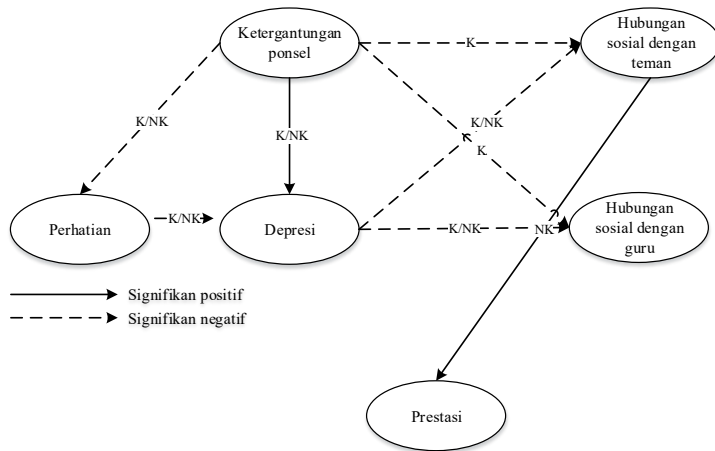 Ketergantungan
ponsel
Hubungan
sosial dengan
teman
K
K/NK
K/NK
K/NK
K
Perhatian
K/NK
Depresi
K/NK
NK
Hubungan
sosial dengan
guru
Signifikan positif
Signifikan negatif
Prestasi